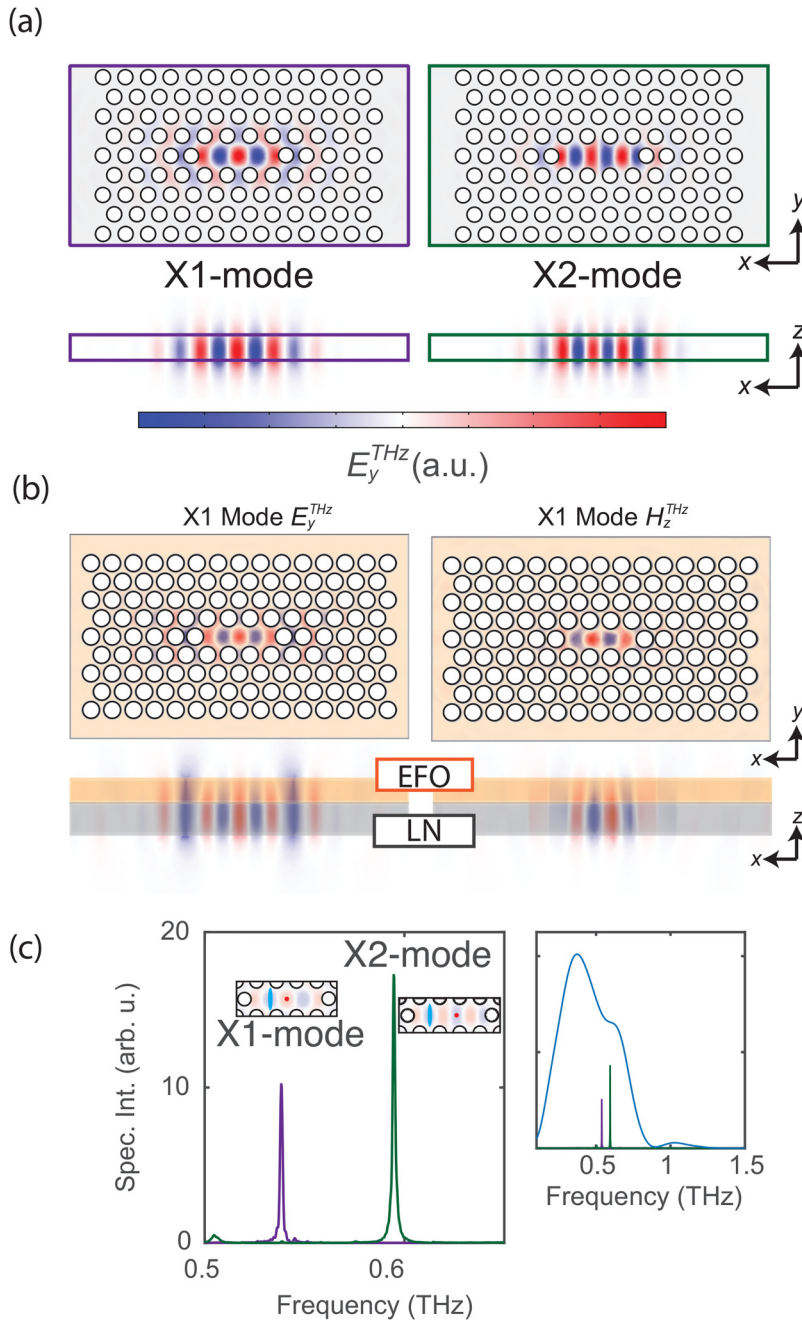 (a)
y
x
X1-mode
X2-mode
z
x
E_y^THz (a.u.)
(b)
X1 Mode E_y^THz
X1 Mode H_z^THz
y
x
EFO
LN
z
x
(c)
20
X2-mode
X1-mode
Spec. Int. (arb. u.)
10
0
0.5
0.6
Frequency (THz)
0.5
1
1.5
Frequency (THz)